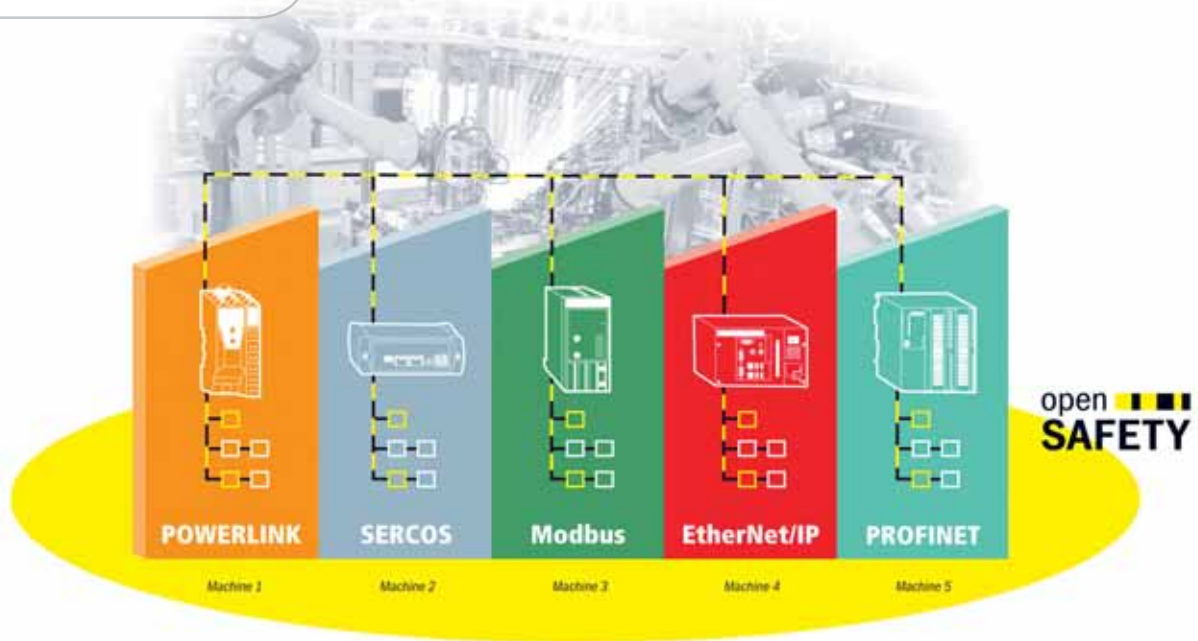 open
SAFETY
POWERLINK SERCOS Modbus EtherNet/IP PROFINET
Machine 1 Machine 2 Machine 3 Machine 4 Machine 5